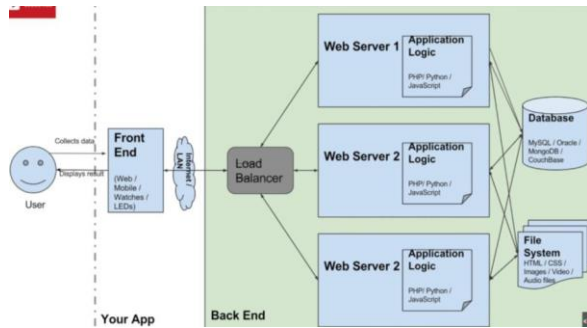 Collects data
Displays result
User
Front
End
(Web /
Mobile /
Watches /
LEDs)
Internet /
LAN
Your App
Load
Balancer
Back End
Web Server 1
Application
Logic
PHP/ Python /
JavaScript
Web Server 2
Application
Logic
PHP/ Python /
JavaScript
Web Server 2
Application
Logic
PHP/ Python /
JavaScript
Database
MySQL / Oracle /
MongoDB /
CouchBase
File
System
HTML / CSS /
Images / Video /
Audio files